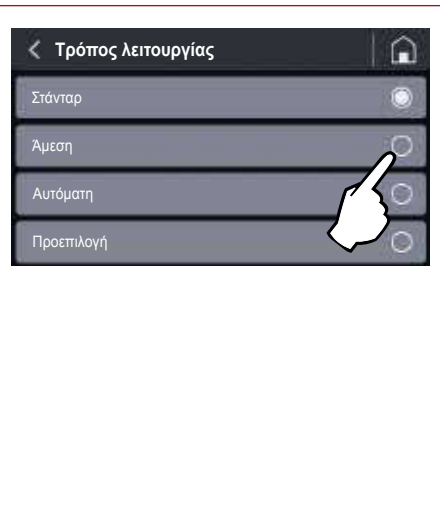 Τρόπος λειτουργίας
Στάνταρ
Άμεση
Αυτόματη
Προεπιλογή